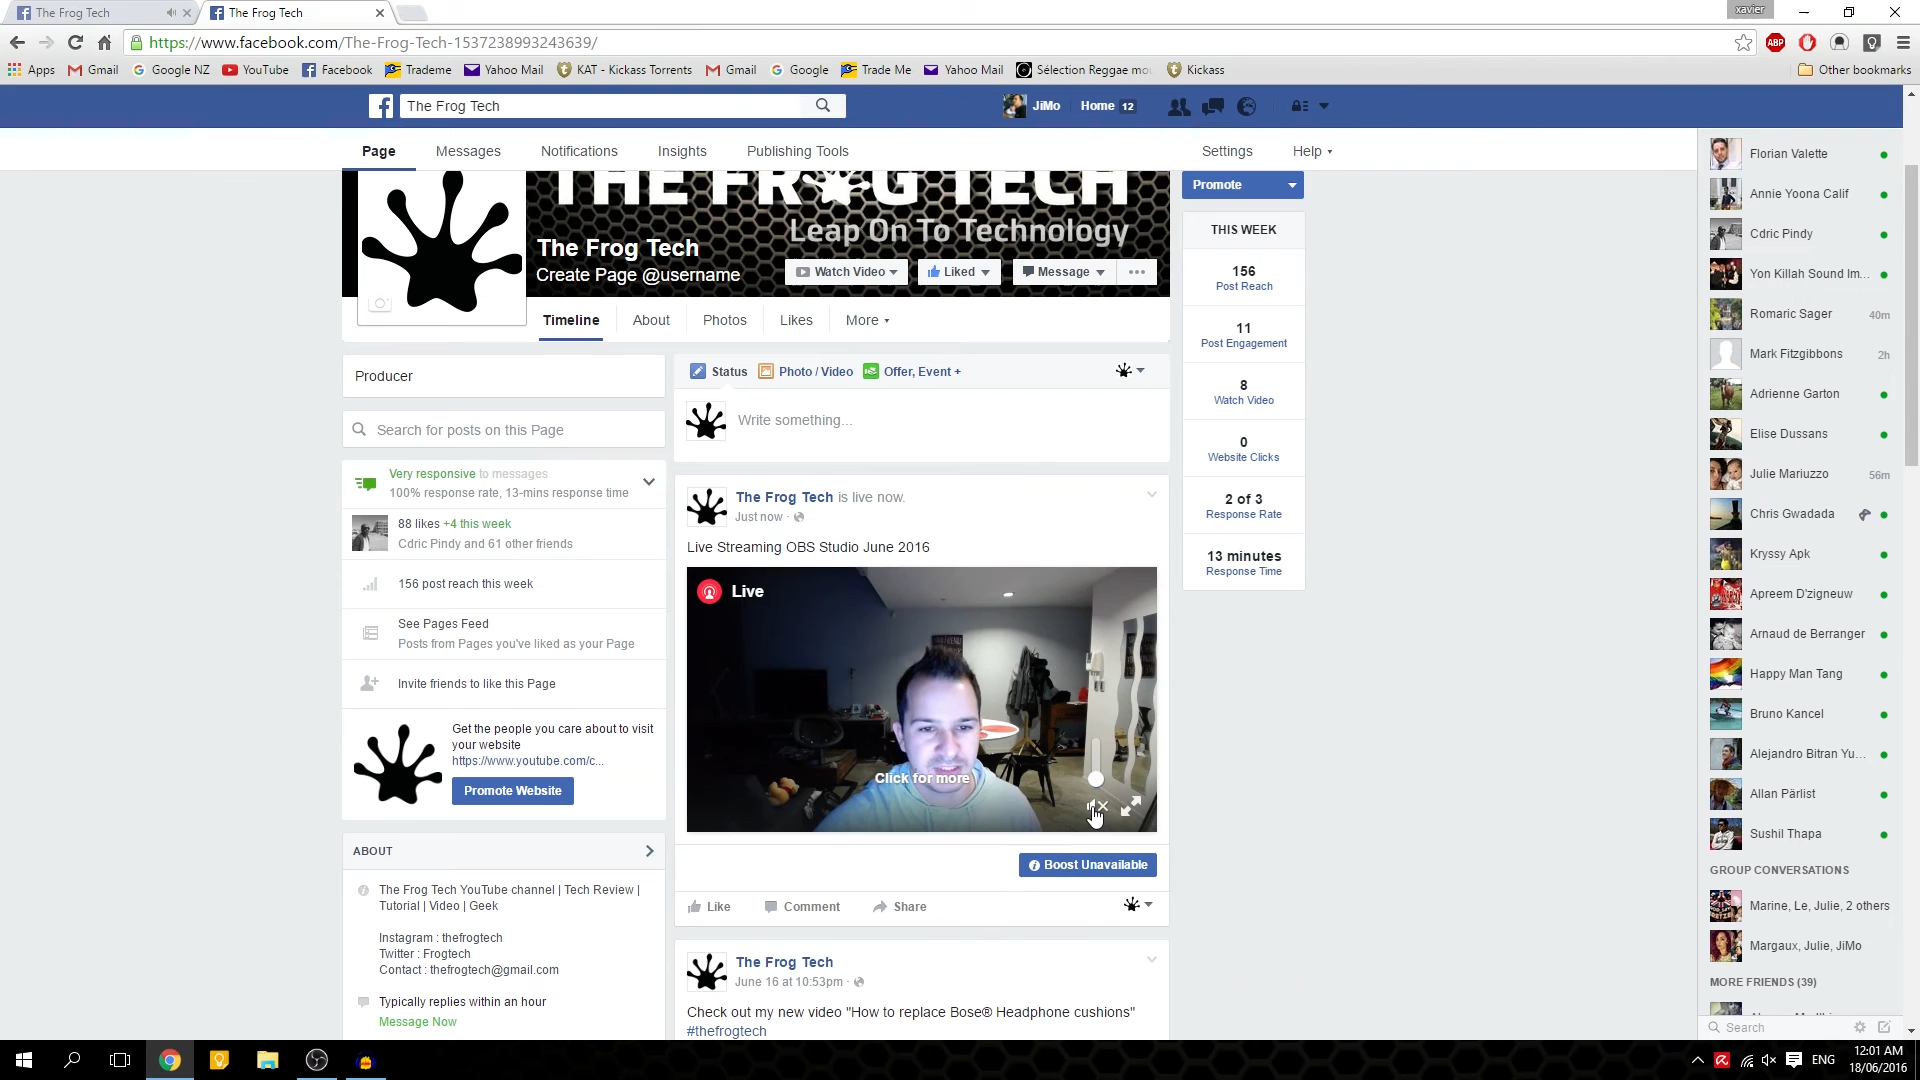 The Frog Tech
The Frog Tech
xavier
https://www.facebook.com/The-Frog-Tech-1537238993243639/
ABP
Apps
Gmail
Google NZ
YouTube
Facebook
Trademe
Yahoo Mail
KAT - Kickass Torrents
Gmail
Google
Trade Me
Yahoo Mail
Sélection Reggae mou
Kickass
Other bookmarks
The Frog Tech
JiMo
Home 12
Page
Messages
Notifications
Insights
Publishing Tools
Settings
Help
THE FROG TECH
Leap On To Technology
The Frog Tech
Create Page @username
Watch Video
Liked
Message
Promote
Timeline
About
Photos
Likes
More
THIS WEEK
156
Post Reach
11
Post Engagement
8
Watch Video
0
Website Clicks
2 of 3
Response Rate
13 minutes
Response Time
Producer
Search for posts on this Page
Very responsive to messages
100% response rate, 13-mins response time
88 likes +4 this week
Cdric Pindy and 61 other friends
156 post reach this week
See Pages Feed
Posts from Pages you've liked as your Page
Invite friends to like this Page
Get the people you care about to visit
your website
https://www.youtube.com/c...
Promote Website
ABOUT
The Frog Tech YouTube channel | Tech Review |
Tutorial | Video | Geek
Instagram : thefrogtech
Twitter : Frogtech
Contact : thefrogtech@gmail.com
Typically replies within an hour
Message Now
Status
Photo / Video
Offer, Event +
Write something...
The Frog Tech is live now.
Just now
Live Streaming OBS Studio June 2016
Live
Click for more
Boost Unavailable
Like
Comment
Share
The Frog Tech
June 16 at 10:53pm
Check out my new video "How to replace Bose® Headphone cushions"
#thefrogtech
Florian Valette
Annie Yoona Calif
Cdric Pindy
Yon Killah Sound Im...
Romaric Sager 40m
Mark Fitzgibbons 2h
Adrienne Garton
Elise Dussans
Julie Mariuzzo 56m
Chris Gwadada
Kryssy Apk
Apreem D'zigneuw
Arnaud de Berranger
Happy Man Tang
Bruno Kancel
Alejandro Bitran Yu...
Allan Pärlist
Sushil Thapa
GROUP CONVERSATIONS
Marine, Le, Julie, 2 others
Margaux, Julie, JiMo
MORE FRIENDS (39)
Search
ENG
12:01 AM
18/06/2016